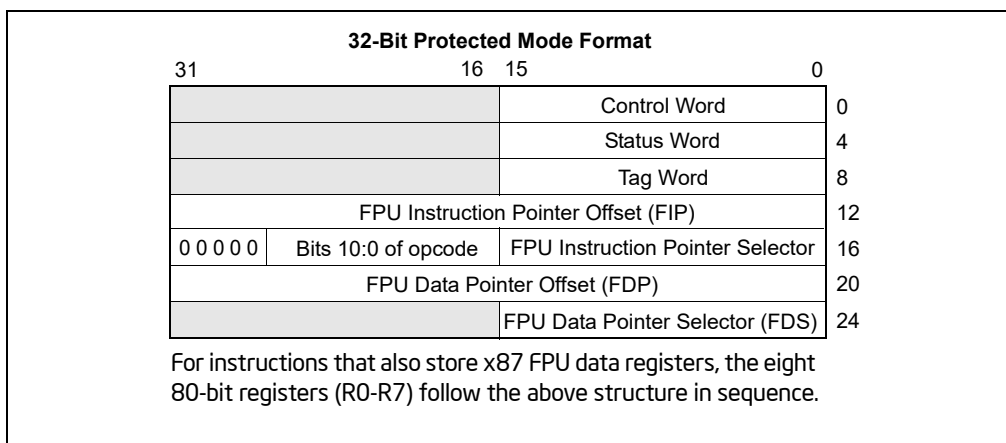 32-Bit Protected Mode Format
31 16 15 0
Control Word 0
Status Word 4
Tag Word 8
FPU Instruction Pointer Offset (FIP) 12
0 0 0 0 0 Bits 10:0 of opcode FPU Instruction Pointer Selector 16
FPU Data Pointer Offset (FDP) 20
FPU Data Pointer Selector (FDS) 24
For instructions that also store x87 FPU data registers, the eight
80-bit registers (R0-R7) follow the above structure in sequence.